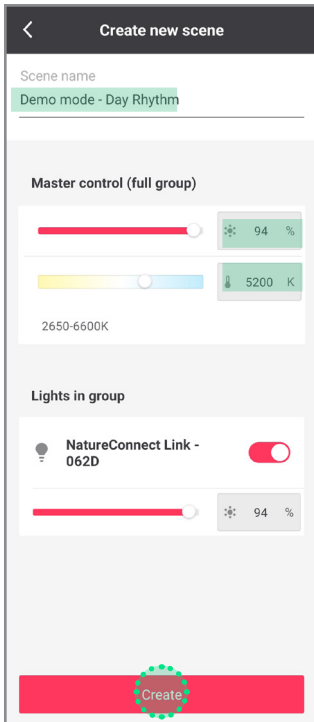 Create new scene
Scene name
Demo mode - Day Rhythm
Master control (full group)
94 %
5200 K
2650-6600K
Lights in group
NatureConnect Link -
062D
94 %
Create